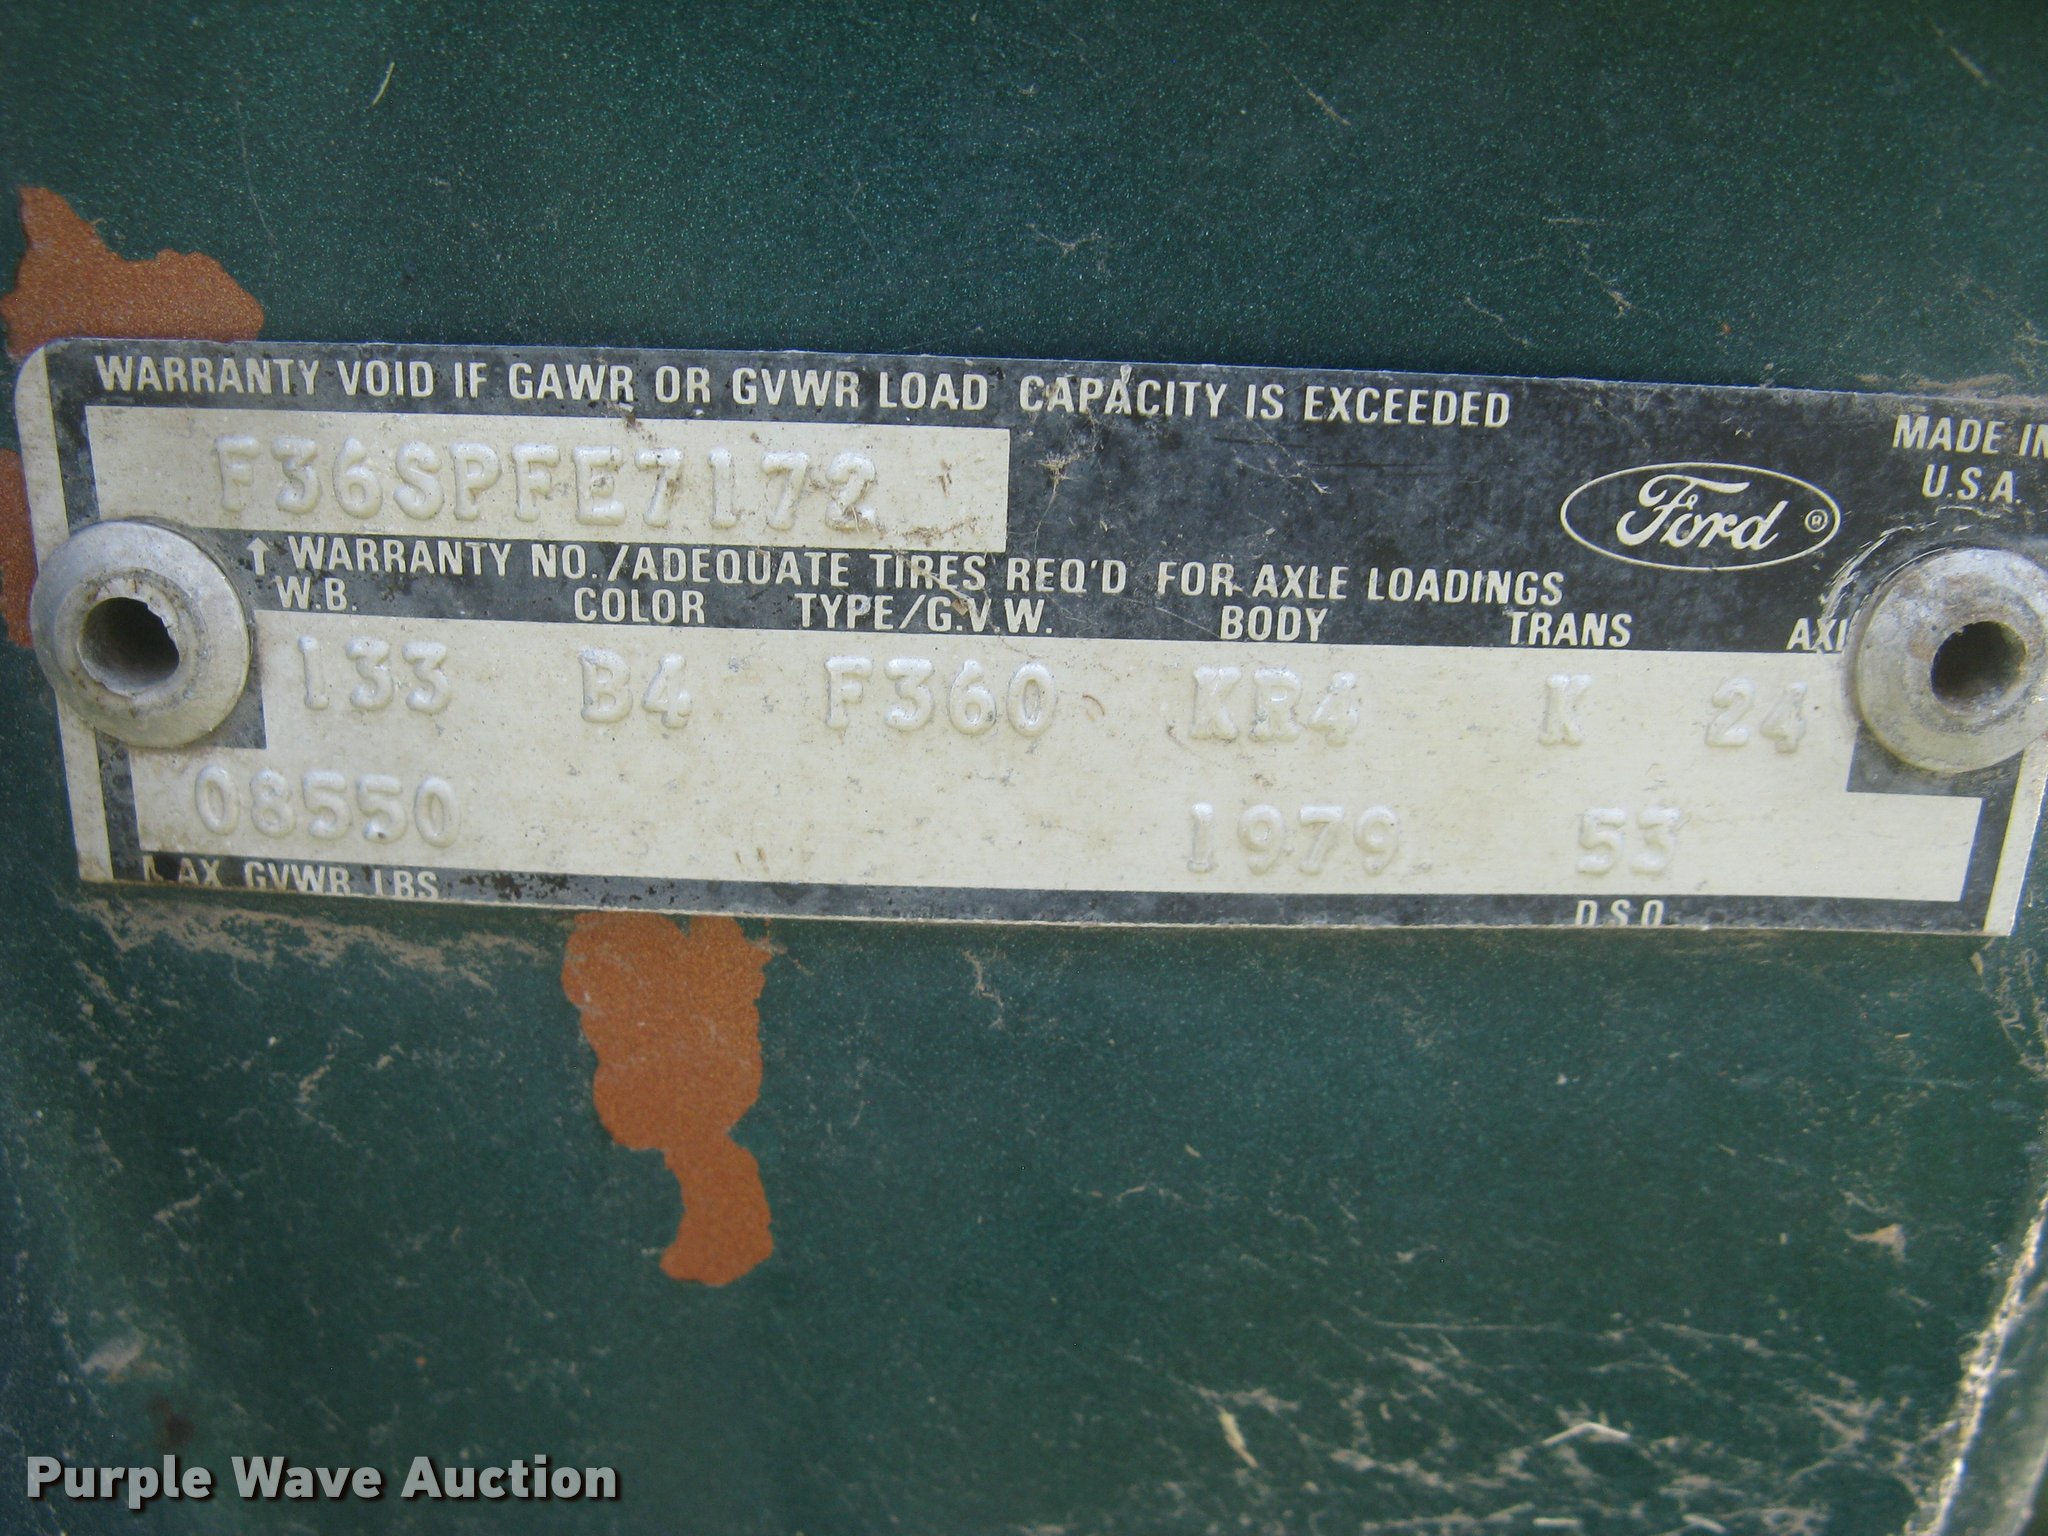 WARRANTY VOID IF GAWR OR GVWR LOAD CAPACITY IS EXCEEDED
MADE IN
U.S.A.
F36SPFE7172
Ford ®
↑ WARRANTY NO./ADEQUATE TIRES REQ'D FOR AXLE LOADINGS
W.B. COLOR TYPE/G.V.W. BODY TRANS AXL
133 B4 F360 KR4 K 24
08550 1979 53
MAX GVWR LBS D.S.O.
Purple Wave Auction